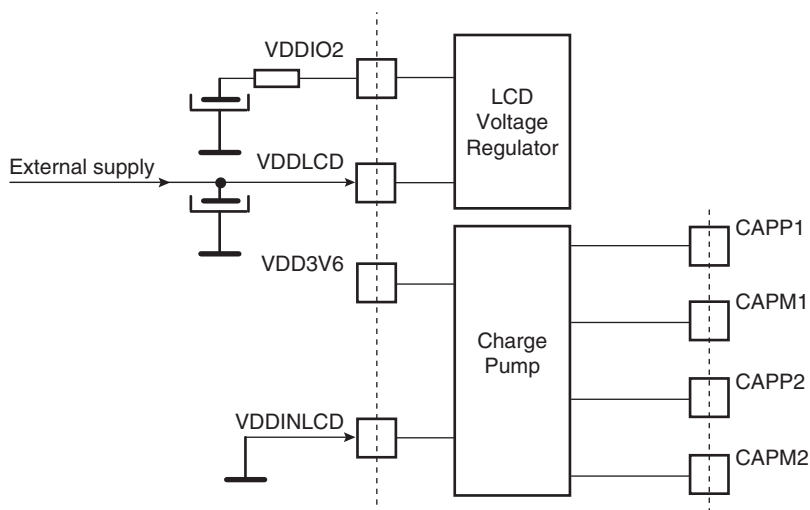 VDDIO2
LCD
Voltage
Regulator
External supply
VDDLCD
CAPP1
VDD3V6
CAPM1
Charge
Pump
CAPP2
VDDINLCD
CAPM2